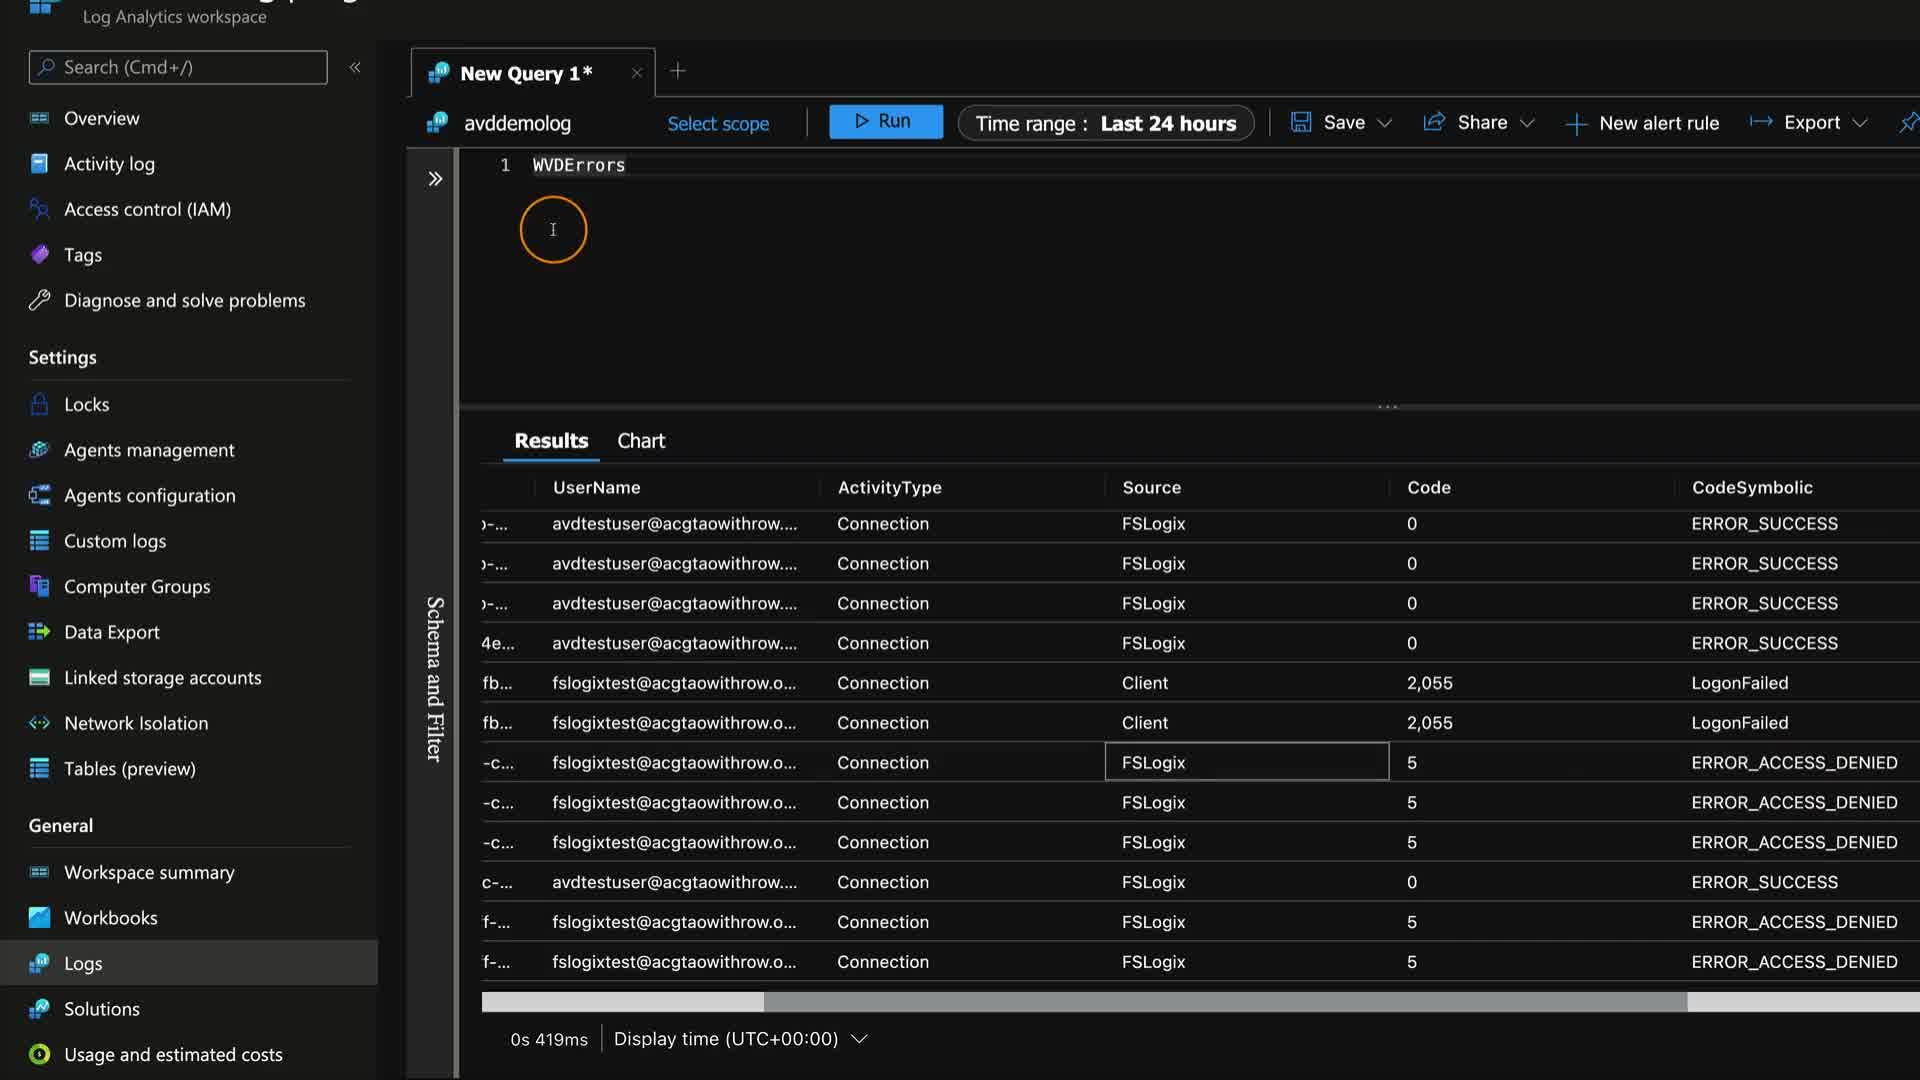 Log Analytics workspace
Search (Cmd+/)
«
Overview
Activity log
Access control (IAM)
Tags
Diagnose and solve problems
Settings
Locks
Agents management
Agents configuration
Custom logs
Computer Groups
Data Export
Linked storage accounts
Network Isolation
Tables (preview)
General
Workspace summary
Workbooks
Logs
Solutions
Usage and estimated costs
New Query 1*
avddemolog Select scope Run Time range : Last 24 hours Save Share New alert rule Export
Schema and Filter
1 WVDErrors
Results Chart
UserName ActivityType Source Code CodeSymbolic
-... avdtestuser@acgtaowithrow.... Connection FSLogix 0 ERROR_SUCCESS
-... avdtestuser@acgtaowithrow.... Connection FSLogix 0 ERROR_SUCCESS
-... avdtestuser@acgtaowithrow.... Connection FSLogix 0 ERROR_SUCCESS
4e... avdtestuser@acgtaowithrow.... Connection FSLogix 0 ERROR_SUCCESS
fb... fslogixtest@acgtaowithrow.o... Connection Client 2,055 LogonFailed
fb... fslogixtest@acgtaowithrow.o... Connection Client 2,055 LogonFailed
-c... fslogixtest@acgtaowithrow.o... Connection FSLogix 5 ERROR_ACCESS_DENIED
-c... fslogixtest@acgtaowithrow.o... Connection FSLogix 5 ERROR_ACCESS_DENIED
-c... fslogixtest@acgtaowithrow.o... Connection FSLogix 5 ERROR_ACCESS_DENIED
c-... avdtestuser@acgtaowithrow.... Connection FSLogix 0 ERROR_SUCCESS
f-... fslogixtest@acgtaowithrow.o... Connection FSLogix 5 ERROR_ACCESS_DENIED
f-... fslogixtest@acgtaowithrow.o... Connection FSLogix 5 ERROR_ACCESS_DENIED
0s 419ms Display time (UTC+00:00)